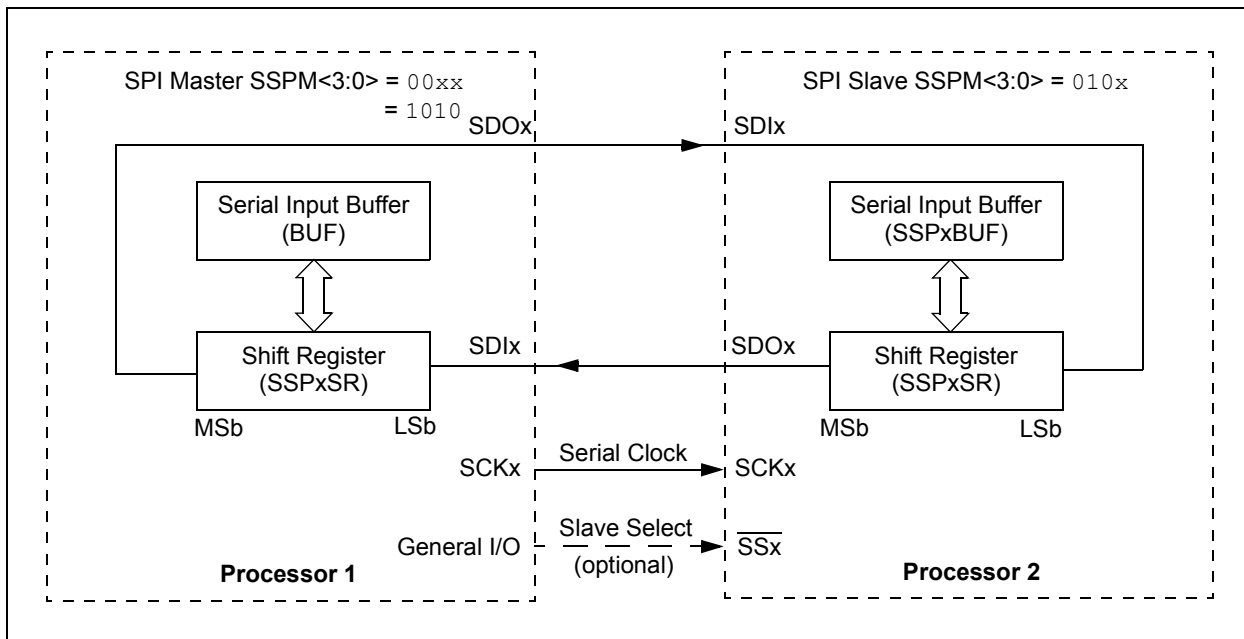 SPI Master SSPM<3:0> = 00xx
= 1010
SDOx
Serial Input Buffer
(BUF)
Shift Register
(SSPxSR)
MSb
LSb
SDIx
SCKx
General I/O
Processor 1
Serial Clock
Slave Select
(optional)
SPI Slave SSPM<3:0> = 010x
SDIx
Serial Input Buffer
(SSPxBUF)
SDOx
Shift Register
(SSPxSR)
MSb
LSb
SCKx
SSx
Processor 2